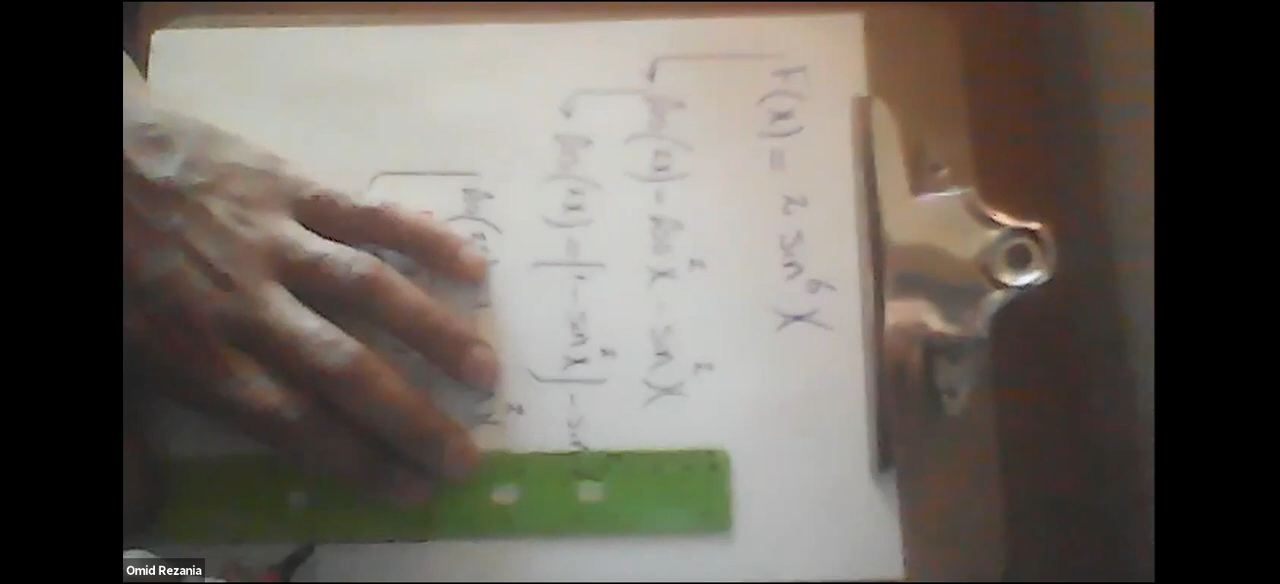 F(x) = 2 sin⁶ X
Cos(2x) = Cos² X - sin² X
Cos(2x) = [1 - sin² X] - sin
Omid Rezania